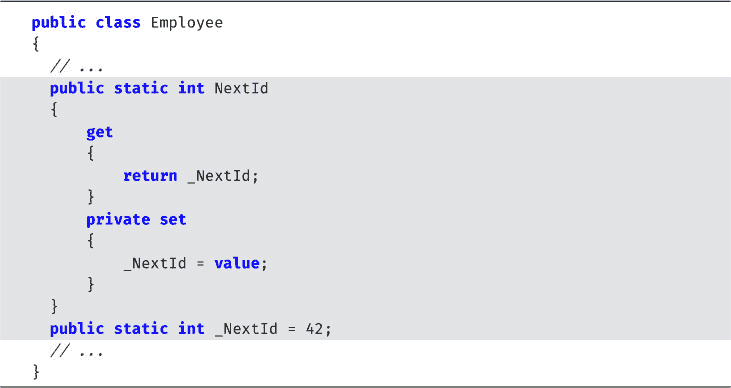 public class Employee
{
// ...
public static int NextId
{
get
{
return _NextId;
}
private set
{
_NextId = value;
}
}
public static int _NextId = 42;
// ...
}